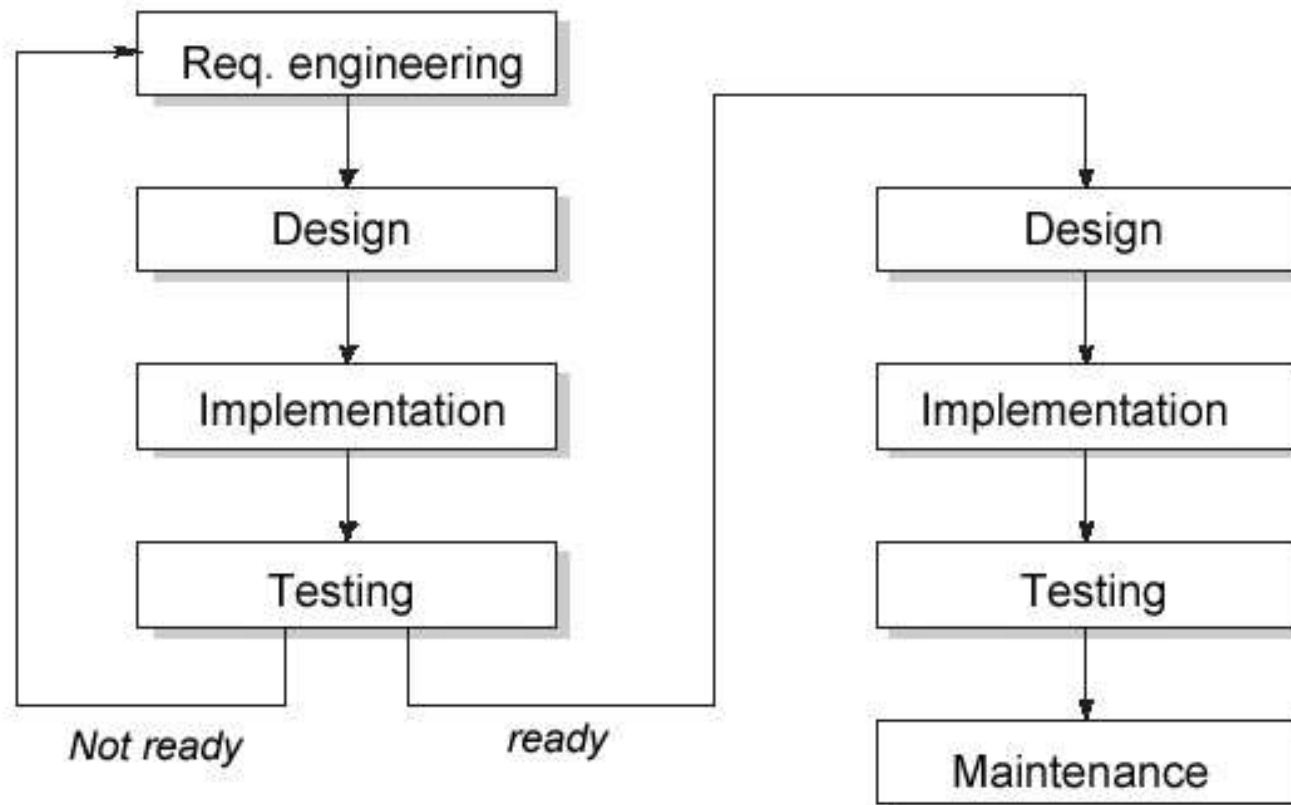 Req. engineering
Design
Implementation
Testing
Not ready
ready
Design
Implementation
Testing
Maintenance